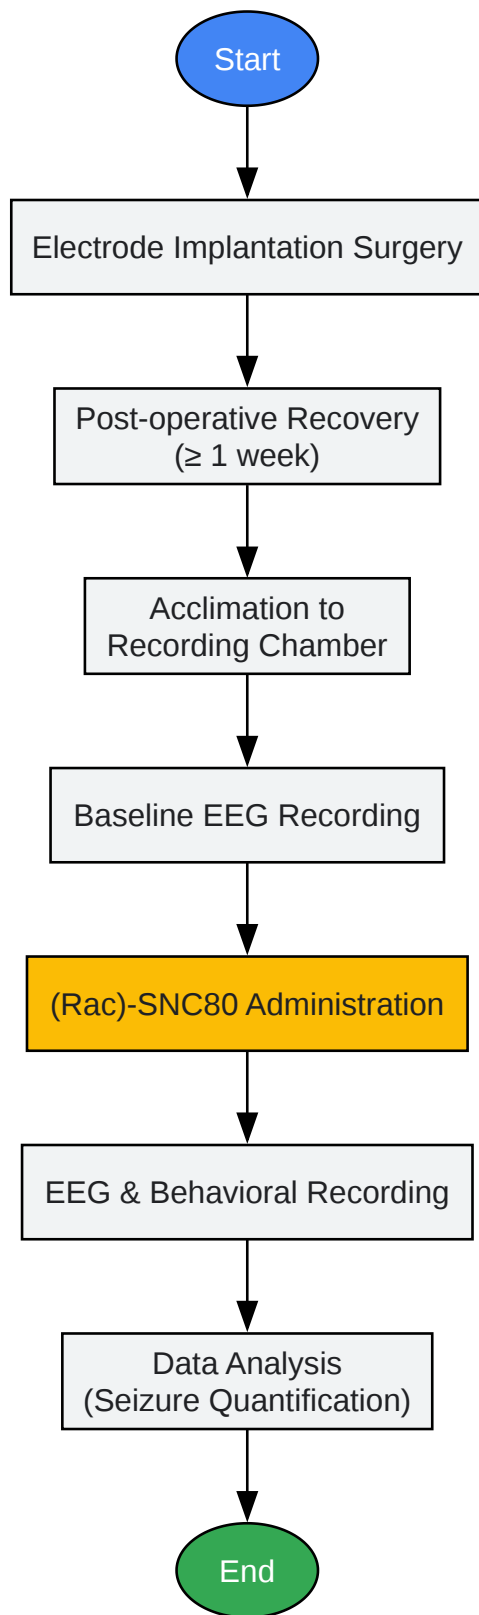 Start
Electrode Implantation Surgery
Post-operative Recovery
(≥ 1 week)
Acclimation to
Recording Chamber
Baseline EEG Recording
(Rac)-SNC80 Administration
EEG & Behavioral Recording
Data Analysis
(Seizure Quantification)
End